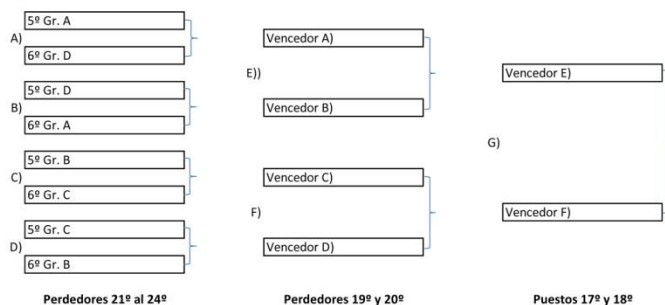 5º Gr. A
A)
6º Gr. D
5º Gr. D
B)
6º Gr. A
5º Gr. B
C)
6º Gr. C
5º Gr. C
D)
6º Gr. B
Perdedores 21º al 24º
Vencedor A)
E))
Vencedor B)
Vencedor C)
F)
Vencedor D)
Perdedores 19º y 20º
Vencedor E)
G)
Vencedor F)
Puestos 17º y 18º